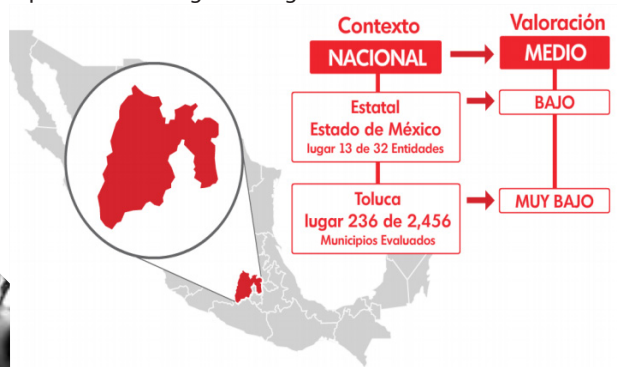 Contexto
Valoración
NACIONAL
MEDIO
Estatal
Estado de México
lugar 13 de 32 Entidades
BAJO
Toluca
lugar 236 de 2,456
Municipios Evaluados
MUY BAJO